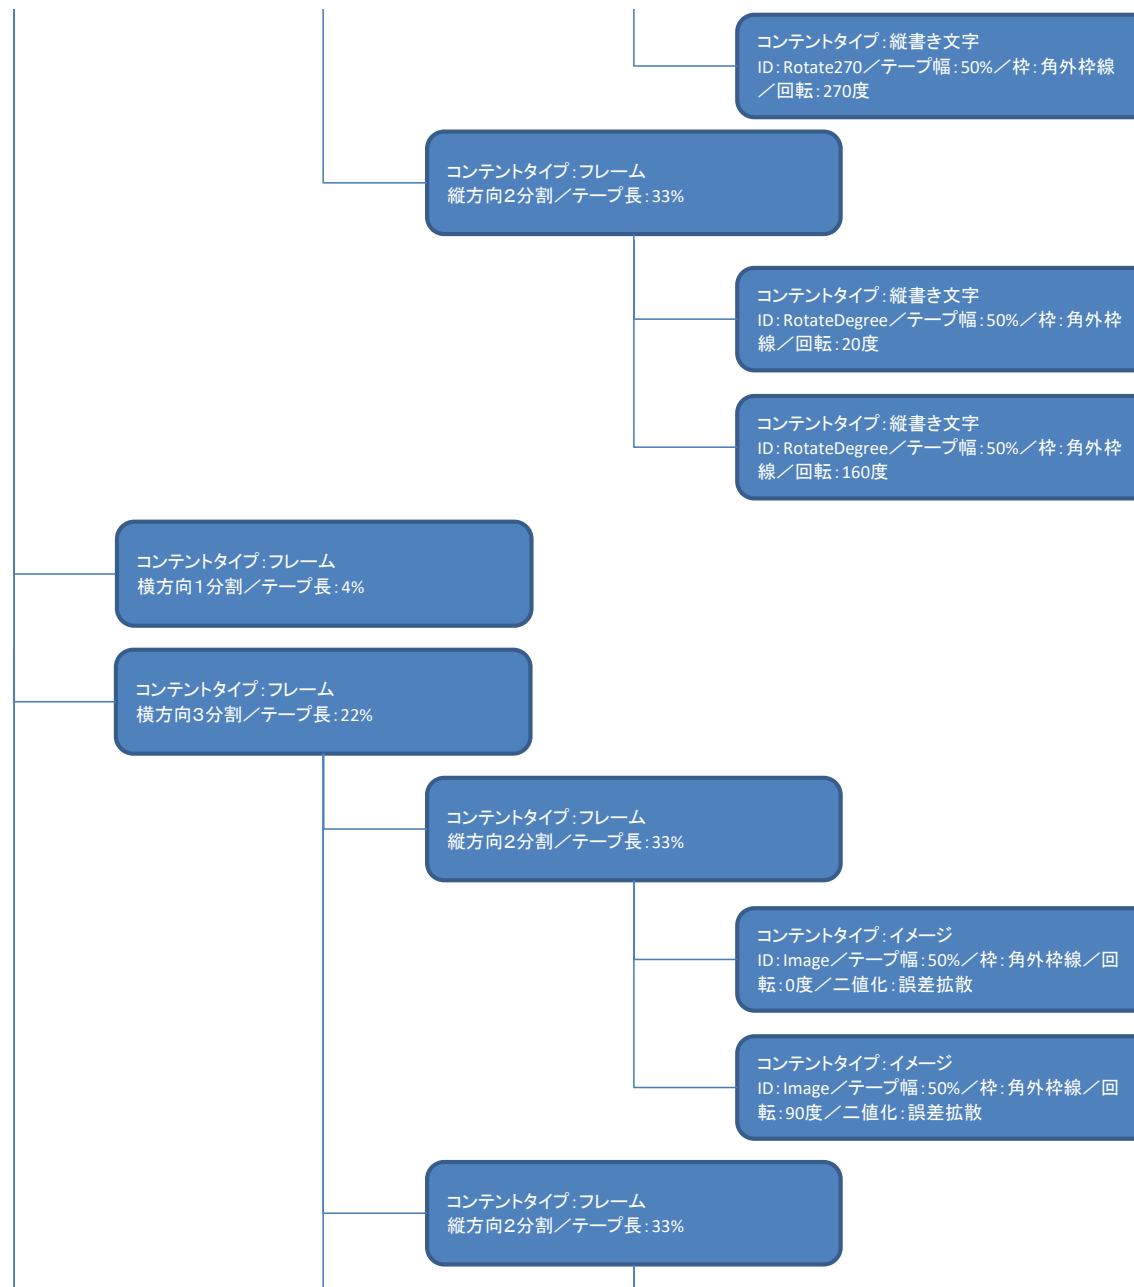 コンテントタイプ：縦書き文字
ID：Rotate270／テープ幅：50%／枠：角外枠線
／回転：270度
コンテントタイプ：フレーム
縦方向２分割／テープ長：33%
コンテントタイプ：縦書き文字
ID：RotateDegree／テープ幅：50%／枠：角外枠
線／回転：20度
コンテントタイプ：縦書き文字
ID：RotateDegree／テープ幅：50%／枠：角外枠
線／回転：160度
コンテントタイプ：フレーム
横方向１分割／テープ長：4%
コンテントタイプ：フレーム
横方向３分割／テープ長：22%
コンテントタイプ：フレーム
縦方向２分割／テープ長：33%
コンテントタイプ：イメージ
ID：Image／テープ幅：50%／枠：角外枠線／回
転：0度／二値化：誤差拡散
コンテントタイプ：イメージ
ID：Image／テープ幅：50%／枠：角外枠線／回
転：90度／二値化：誤差拡散
コンテントタイプ：フレーム
縦方向２分割／テープ長：33%